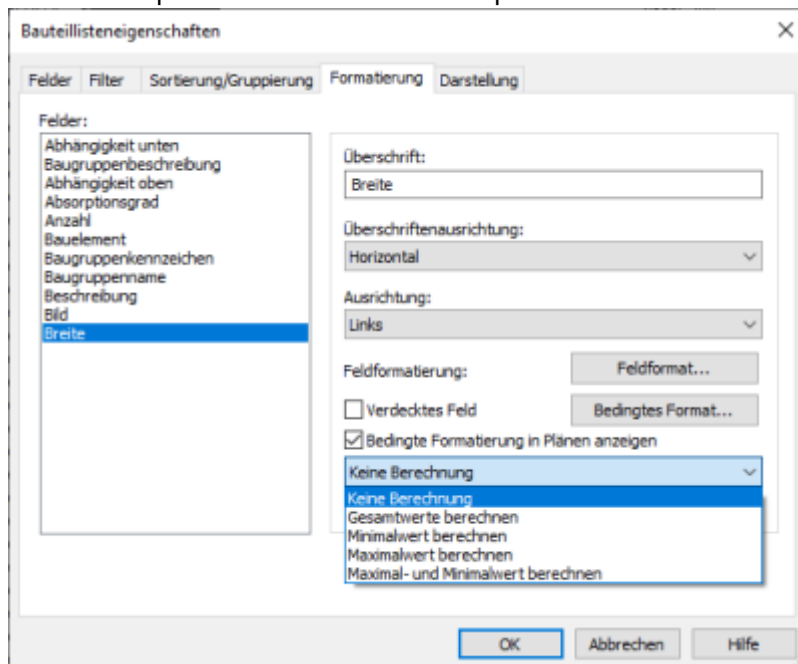 Bauteillisteneigenschaften
Felder Filter Sortierung/Gruppierung Formatierung Darstellung
Felder:
Abhängigkeit unten
Baugruppenbeschreibung
Abhängigkeit oben
Absorptionsgrad
Anzahl
Bauelement
Baugruppenkennzeichen
Baugruppenname
Beschreibung
Bild
Breite
Überschrift:
Breite
Überschriftenausrichtung:
Horizontal
Ausrichtung:
Links
Feldformatierung: Feldformat...
Verdecktes Feld Bedingtes Format...
Bedingte Formatierung in Plänen anzeigen
Keine Berechnung
Keine Berechnung
Gesamtwerte berechnen
Minimalwert berechnen
Maximalwert berechnen
Maximal- und Minimalwert berechnen
OK Abbrechen Hilfe